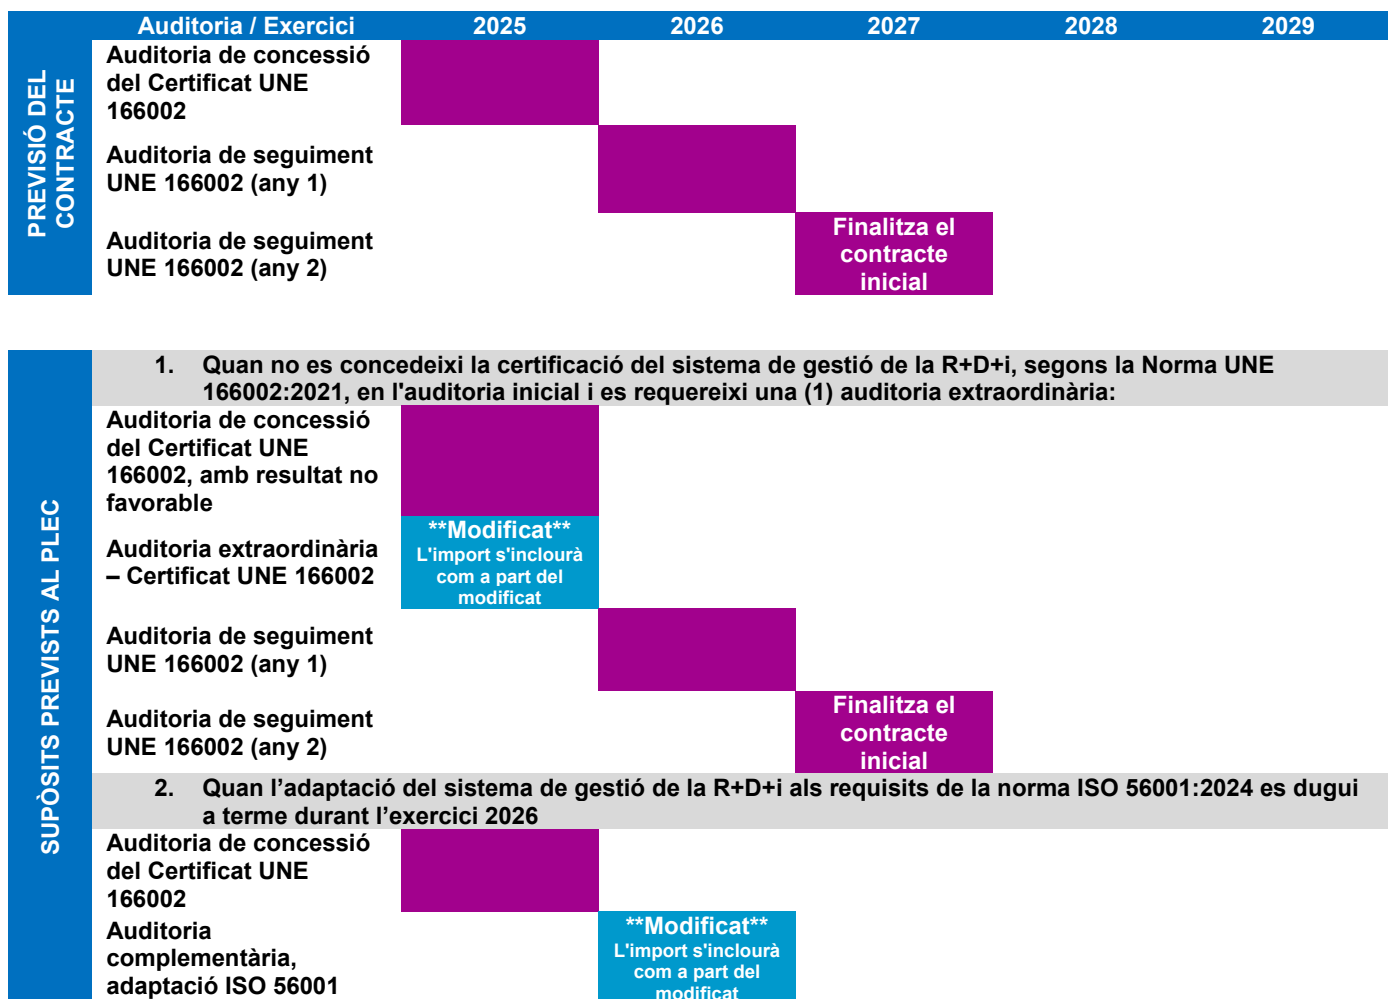 Auditoria / Exercici 2025 2026 2027 2028 2029
PREVISIÓ DEL
CONTRACTE
Auditoria de concessió
del Certificat UNE
166002
Auditoria de seguiment
UNE 166002 (any 1)
Auditoria de seguiment
UNE 166002 (any 2)
Finalitza el
contracte
inicial
SUPÒSITS PREVISTS AL PLEC
1. Quan no es concedeixi la certificació del sistema de gestió de la R+D+i, segons la Norma UNE
166002:2021, en l'auditoria inicial i es requereixi una (1) auditoria extraordinària:
Auditoria de concessió
del Certificat UNE
166002, amb resultat no
favorable
Auditoria extraordinària
– Certificat UNE 166002
**Modificat**
L'import s'inclourà
com a part del
modificat
Auditoria de seguiment
UNE 166002 (any 1)
Auditoria de seguiment
UNE 166002 (any 2)
Finalitza el
contracte
inicial
2. Quan l’adaptació del sistema de gestió de la R+D+i als requisits de la norma ISO 56001:2024 es dugui
a terme durant l’exercici 2026
Auditoria de concessió
del Certificat UNE
166002
Auditoria
complementària,
adaptació ISO 56001
**Modificat**
L'import s'inclourà
com a part del
modificat